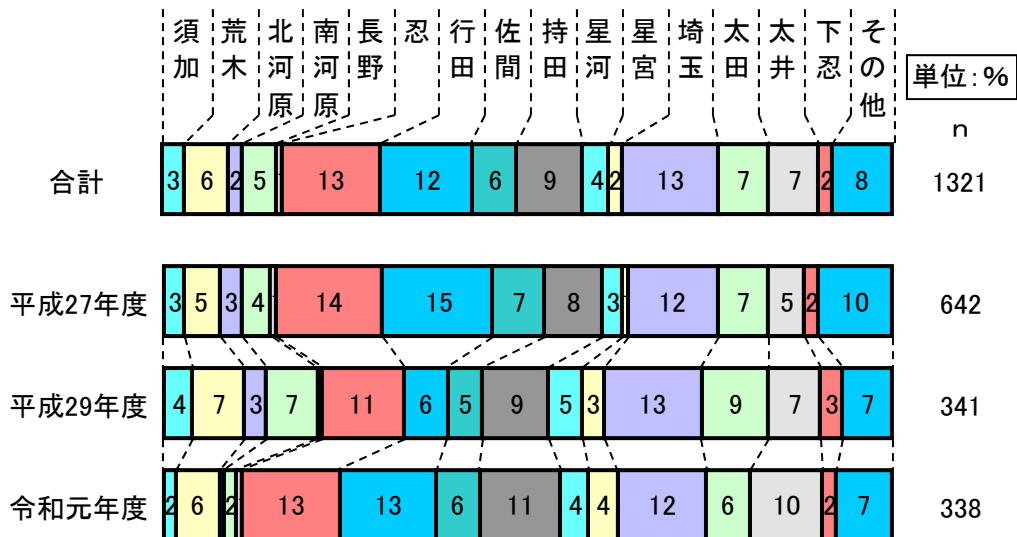 須加
荒木
北河原
南河原
長野
忍
行田
佐間
持田
星河
星宮
埼玉
太田
太井
下忍
その他
単位:%
n
合計 3 6 2 5 13 12 6 9 4 2 13 7 7 2 8 1321
平成27年度 3 5 3 4 14 15 7 8 3 12 7 5 2 10 642
平成29年度 4 7 3 7 11 6 5 9 5 3 13 9 7 3 7 341
令和元年度 2 6 2 13 13 6 11 4 4 12 6 10 2 7 338